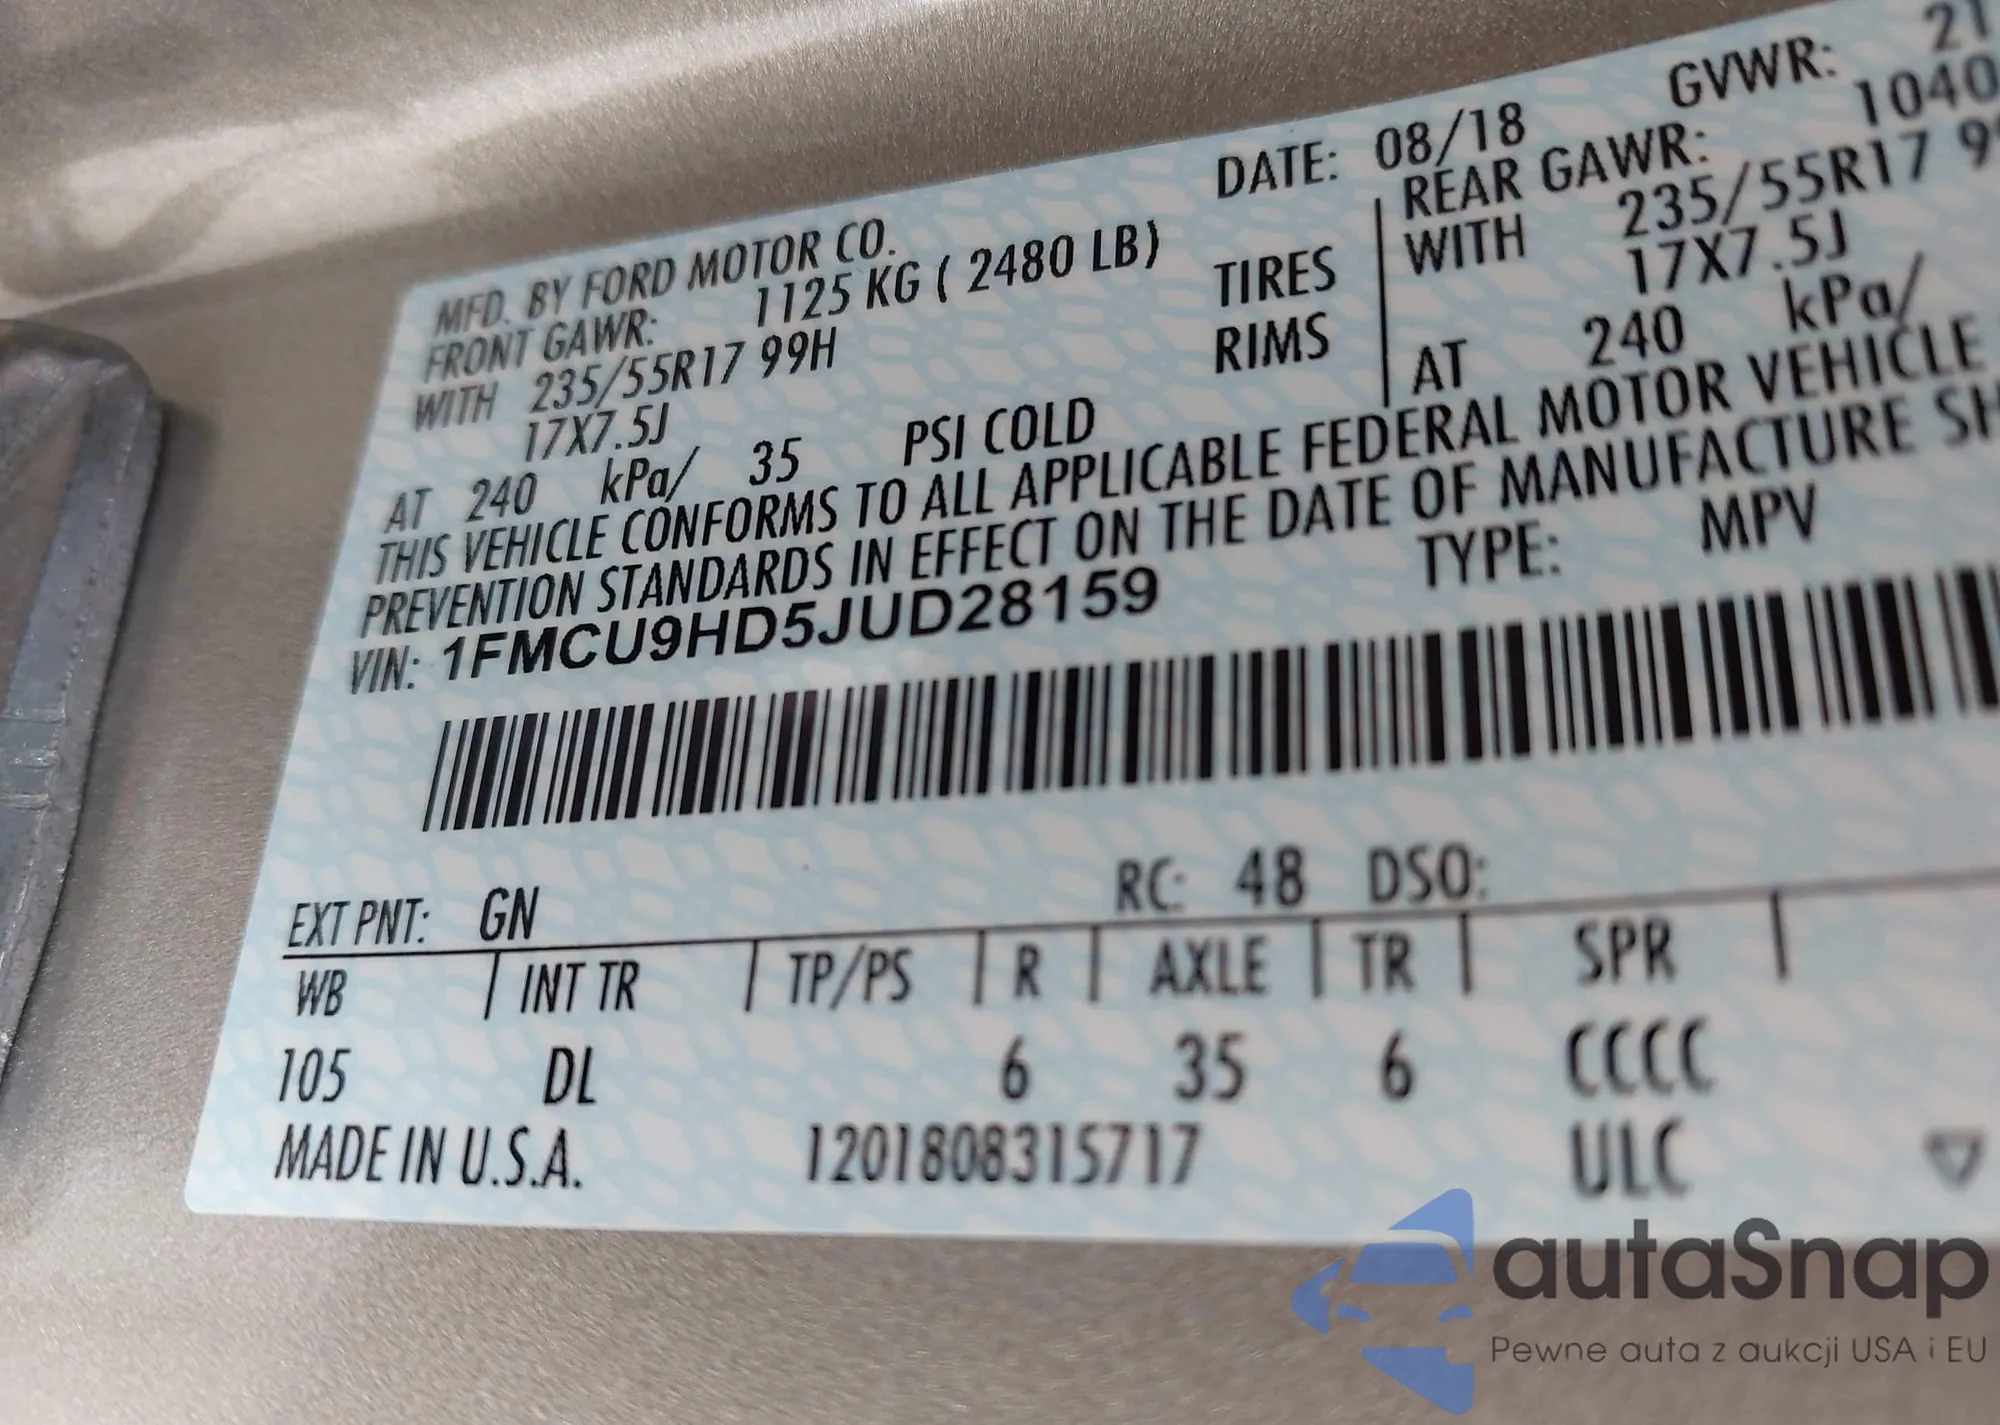 MFD. BY FORD MOTOR CO.
DATE: 08/18
GVWR: 21
FRONT GAWR: 1125 KG ( 2480 LB)
REAR GAWR: 1040
WITH 235/55R17 99H
TIRES
WITH 235/55R17 9
17X7.5J
RIMS
17X7.5J
AT 240 kPa/ 35 PSI COLD
AT 240 kPa/
THIS VEHICLE CONFORMS TO ALL APPLICABLE FEDERAL MOTOR VEHICLE
PREVENTION STANDARDS IN EFFECT ON THE DATE OF MANUFACTURE SH
VIN: 1FMCU9HD5JUD28159
TYPE: MPV
EXT PNT: GN
RC: 48 DSO:
WB | INT TR | TP/PS | R | AXLE | TR | SPR |
105 DL 6 35 6 CCCC
MADE IN U.S.A. 1201808315717 ULC
autaSnap
Pewne auta z aukcji USA i EU